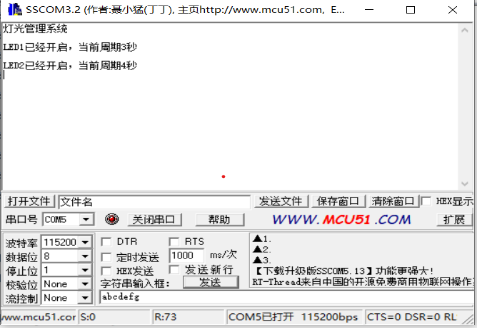 SSCOM3.2 (作者:聂小猛(丁丁), 主页http://www.mcu51.com, E...
灯光管理系统
LED1已经开启，当前周期3秒
LED2已经开启，当前周期4秒
打开文件 文件名 发送文件 保存窗口 清除窗口 HEX显示
串口号 COM5 关闭串口 帮助 WWW.MCU51.COM 扩展
波特率 115200 DTR RTS
数据位 8 定时发送 1000 ms/次
停止位 1 HEX发送 发送新行
校验位 None 字符串输入框: 发送
流控制 None abcdefg
▲1.
▲2.
▲3.
【下载升级版SSCOM5.13】功能更强大!
RT-Thread来自中国的开源免费商用物联网操作
www.mcu51.cor S:0 R:73 COM5已打开 115200bps CTS=0 DSR=0 RL